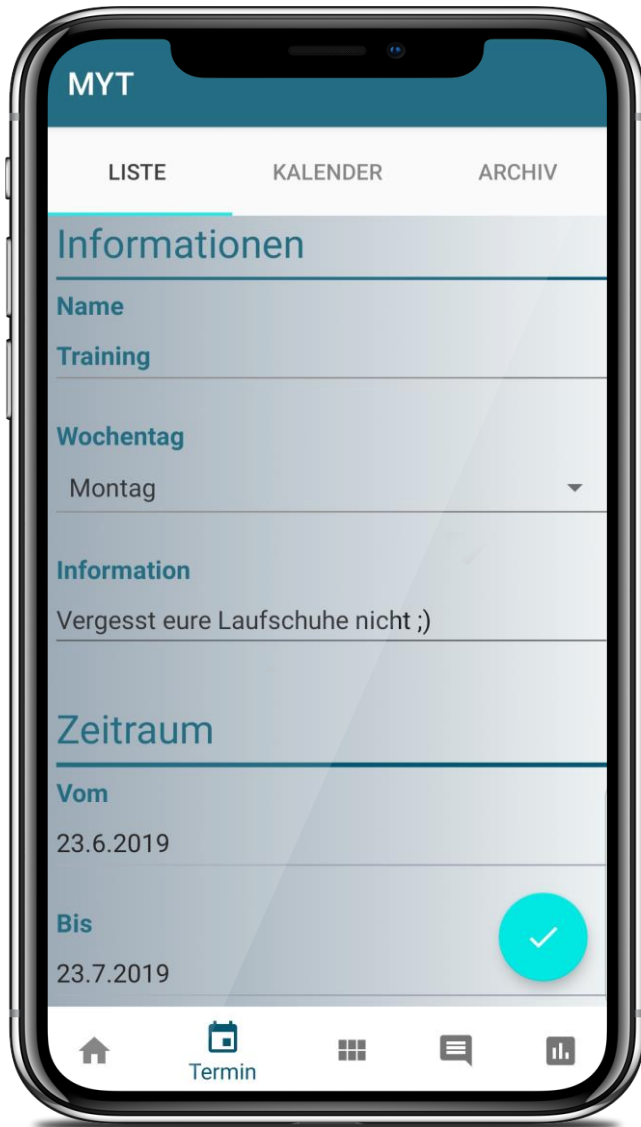 MYT
LISTE KALENDER ARCHIV
Informationen
Name
Training
Wochentag
Montag
Information
Vergesst eure Laufschuhe nicht ;)
Zeitraum
Vom
23.6.2019
Bis
23.7.2019
Termin